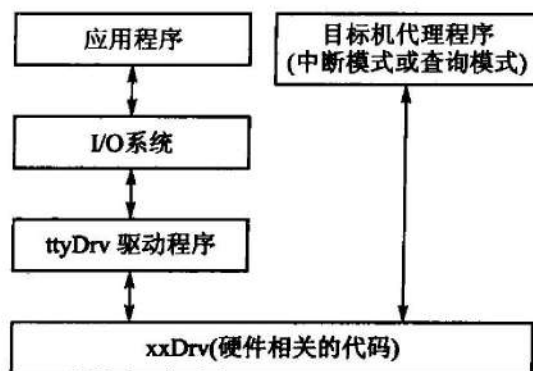 应用程序
目标机代理程序
(中断模式或查询模式)
I/O系统
ttyDrv 驱动程序
xxDrv(硬件相关的代码)